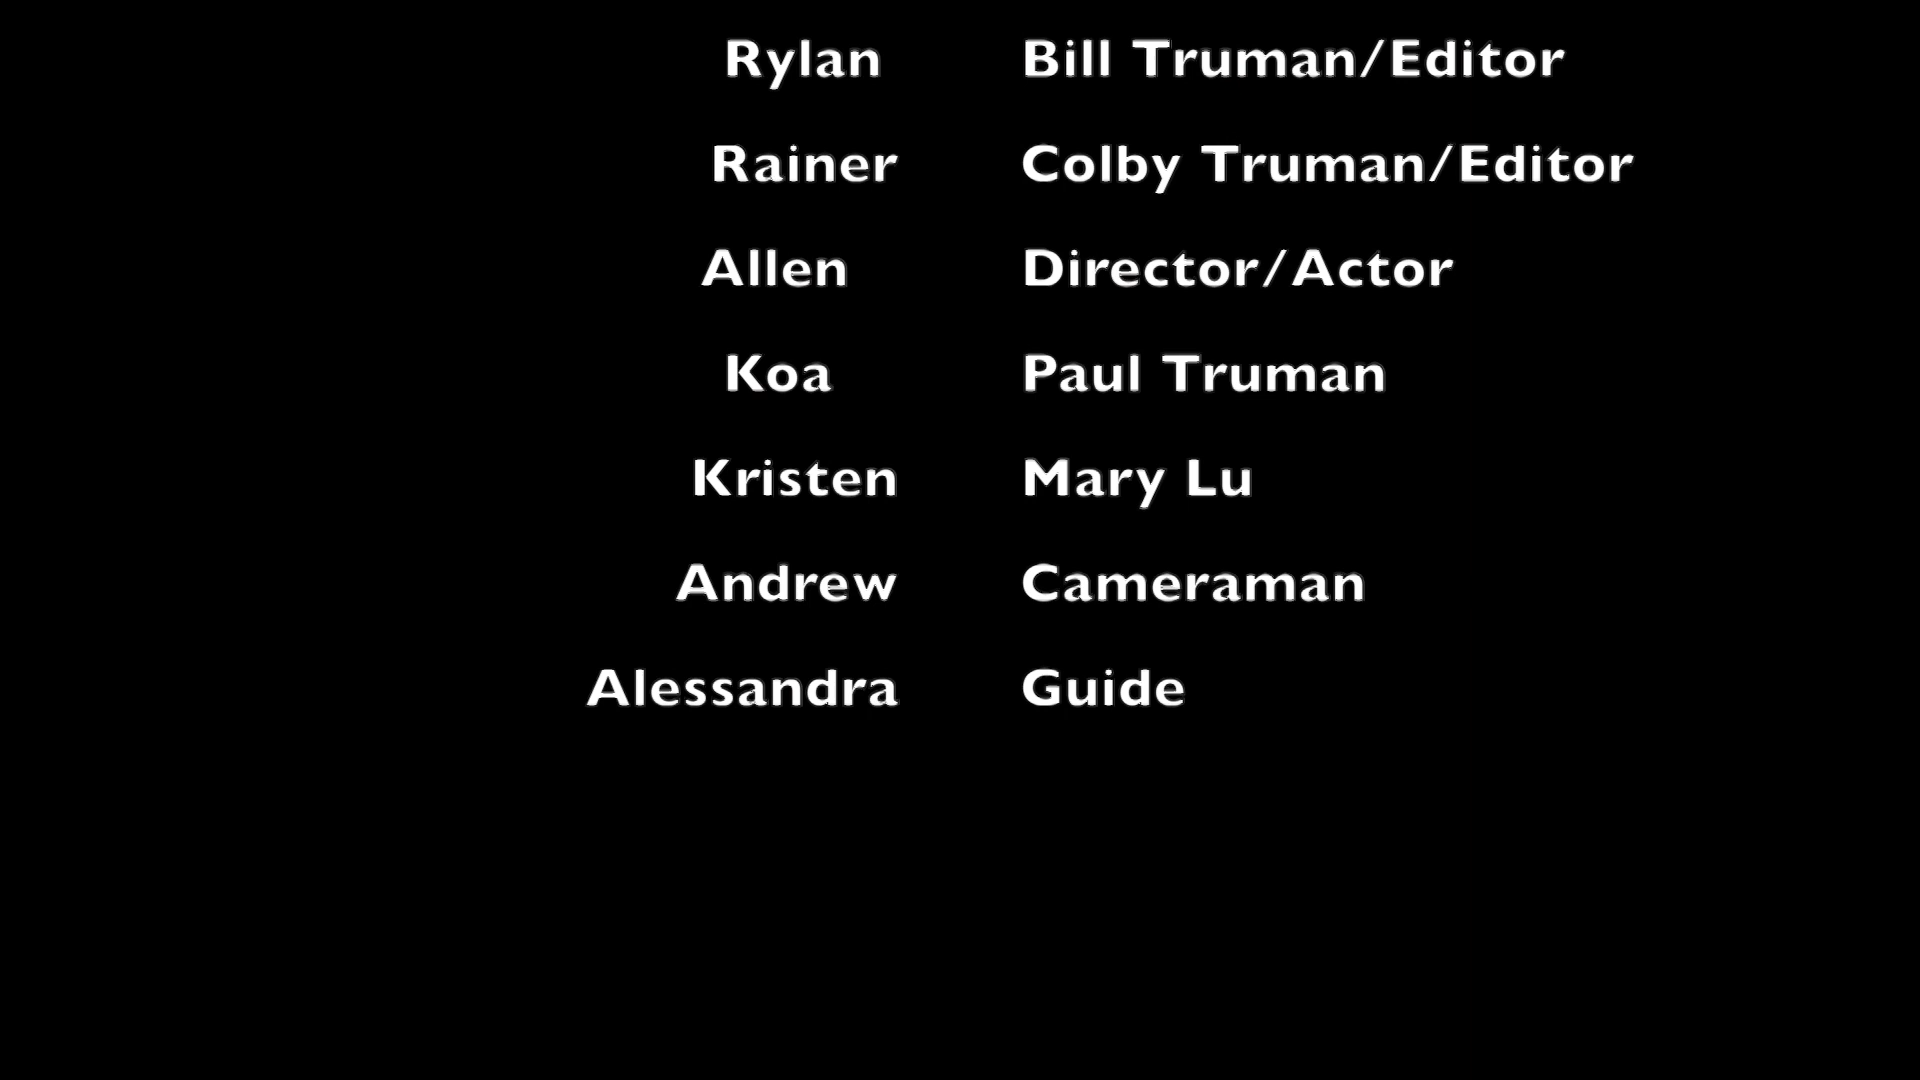 Rylan Bill Truman/Editor
Rainer Colby Truman/Editor
Allen Director/Actor
Koa Paul Truman
Kristen Mary Lu
Andrew Cameraman
Alessandra Guide